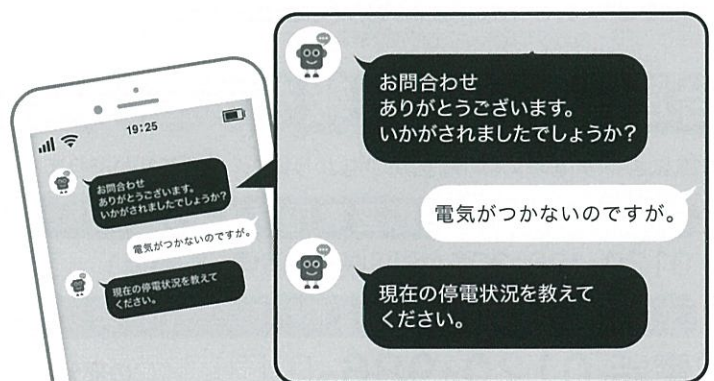 19:25
お問合わせ
ありがとうございます。
いかがされましたでしょうか?
電気がつかないのですが。
現在の停電状況を教えて
ください。
お問合わせ
ありがとうございます。
いかがされましたでしょうか?
電気がつかないのですが。
現在の停電状況を教えて
ください。